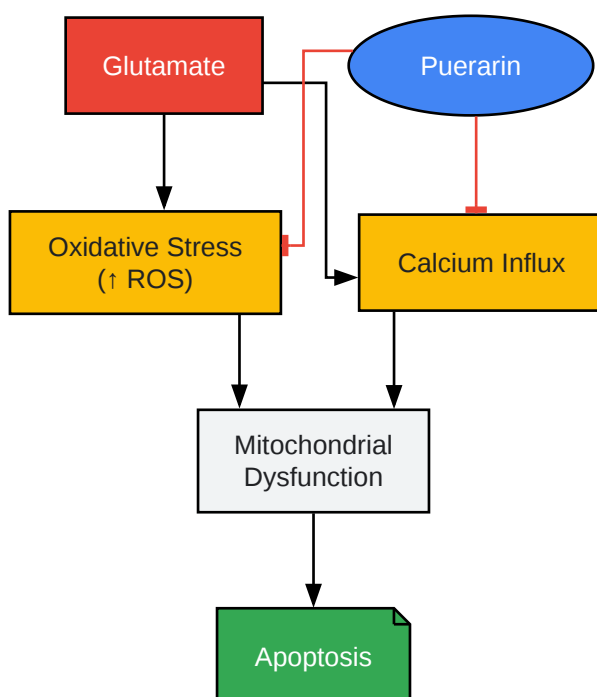 Glutamate
Puerarin
Oxidative Stress
(↑ ROS)
Calcium Influx
Mitochondrial
Dysfunction
Apoptosis